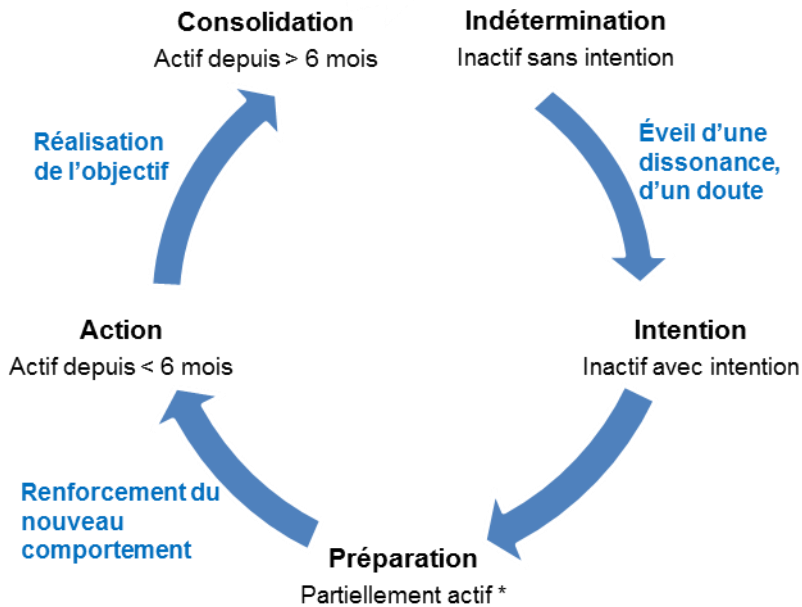 Consolidation
Actif depuis > 6 mois
Indétermination
Inactif sans intention
Éveil d’une
dissonance,
d’un doute
Intention
Inactif avec intention
Préparation
Partiellement actif *
Renforcement du
nouveau
comportement
Action
Actif depuis < 6 mois
Réalisation
de l’objectif